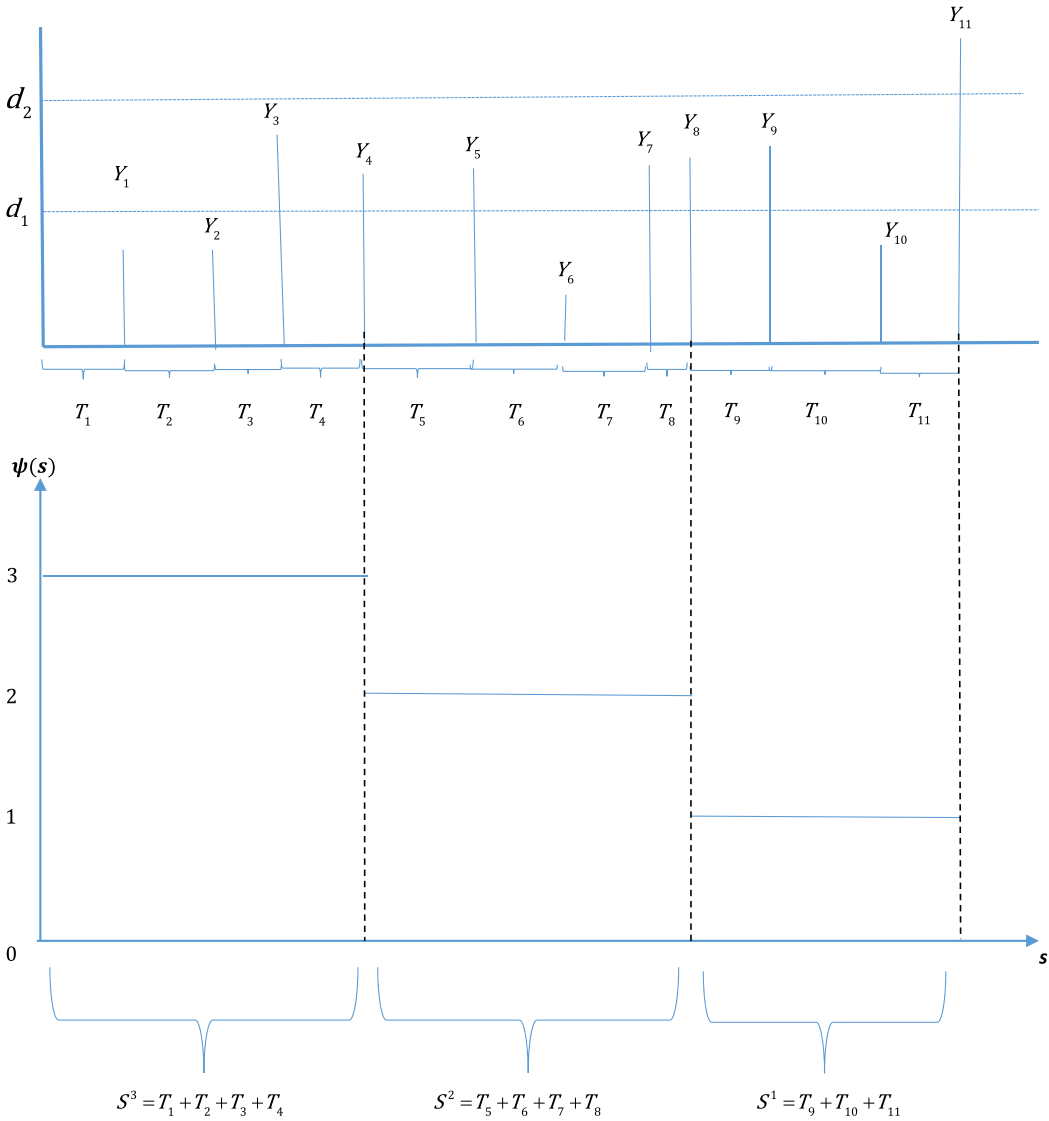 Y₁₁
d₂
Y₃
Y₄
Y₅
Y₇
Y₈
Y₉
Y₁
d₁
Y₂
Y₁₀
Y₆
T₁ T₂ T₃ T₄ T₅ T₆ T₇ T₈ T₉ T₁₀ T₁₁
ψ(s)
3
2
1
0
s
S³ = T₁ + T₂ + T₃ + T₄
S² = T₅ + T₆ + T₇ + T₈
S¹ = T₉ + T₁₀ + T₁₁